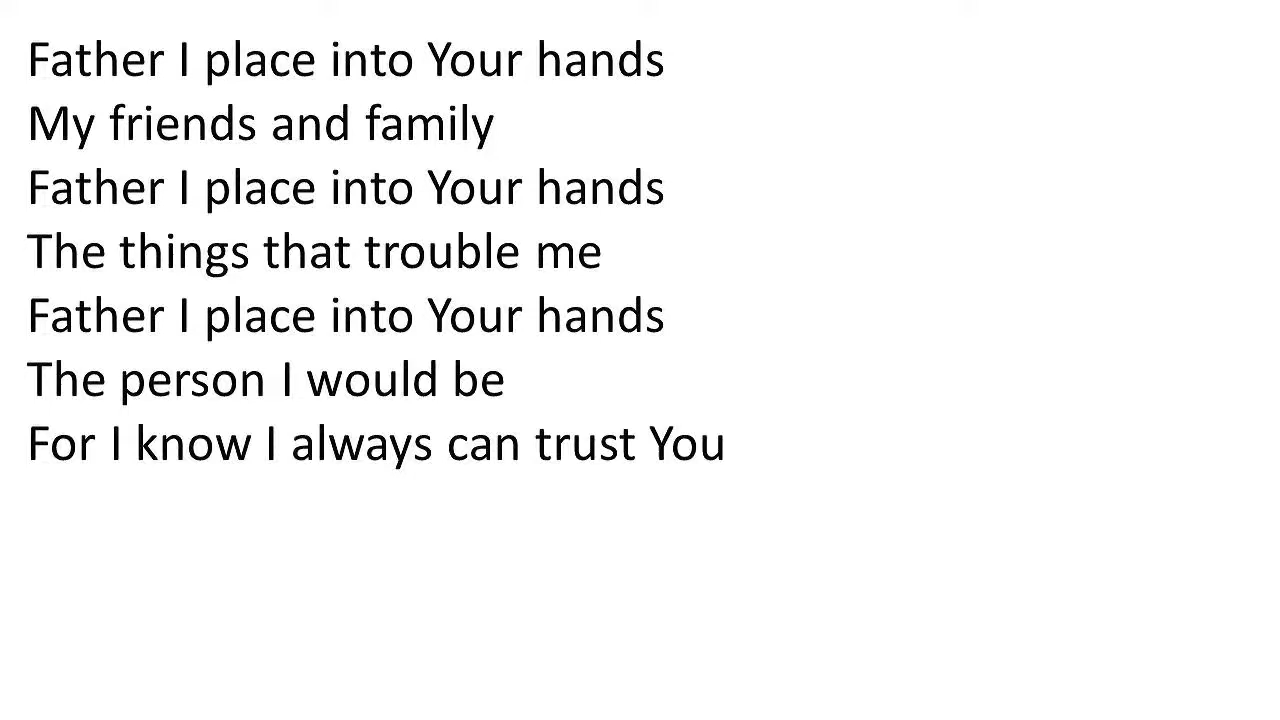 Father I place into Your hands
My friends and family
Father I place into Your hands
The things that trouble me
Father I place into Your hands
The person I would be
For I know I always can trust You